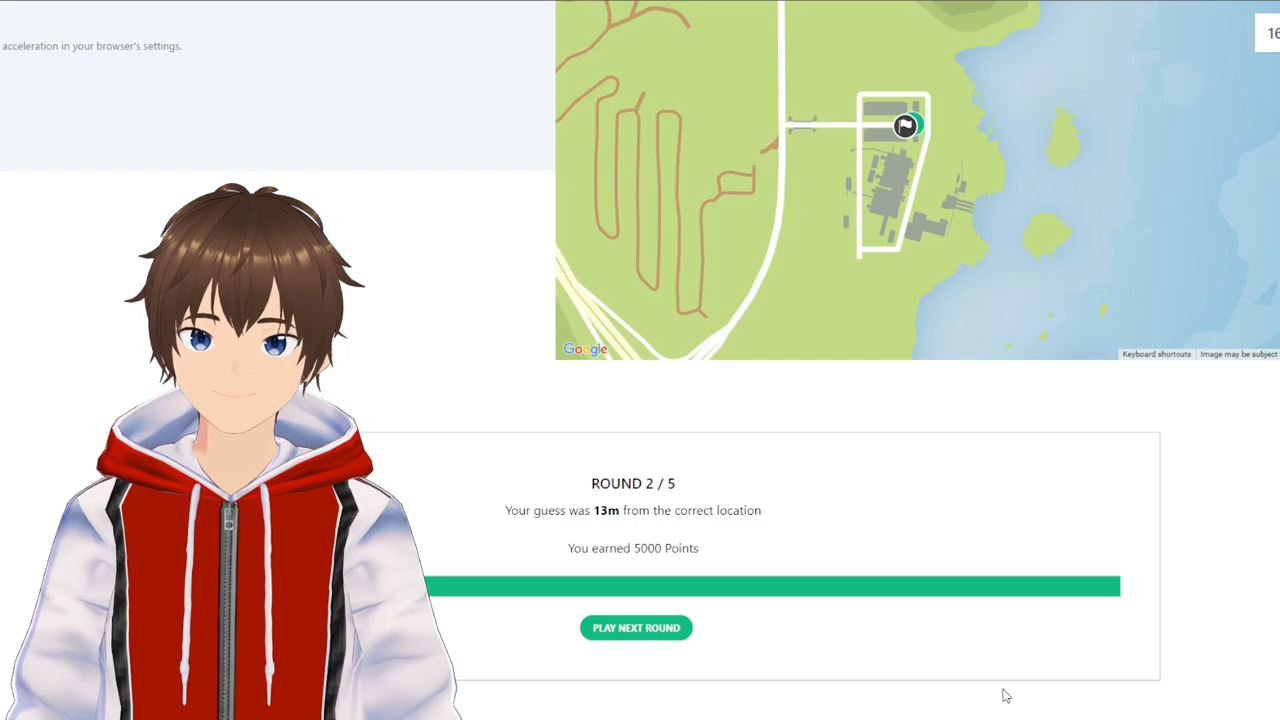 acceleration in your browser's settings.
16
Google
Keyboard shortcuts
Image may be subject
ROUND 2 / 5
Your guess was 13m from the correct location
You earned 5000 Points
PLAY NEXT ROUND